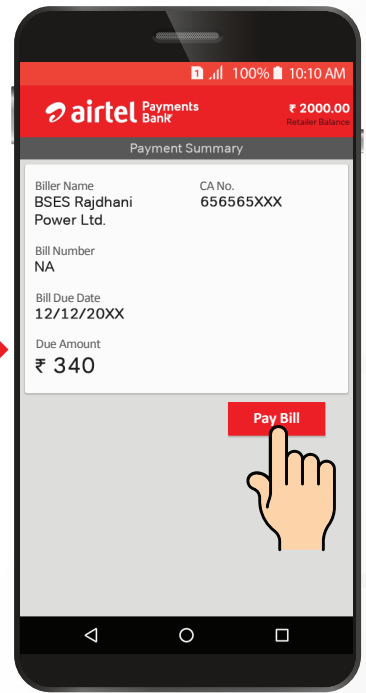 1 100% 10:10 AM
airtel Payments Bank
₹ 2000.00
Retailer Balance
Payment Summary
Biller Name
BSES Rajdhani
Power Ltd.
CA No.
656565XXX
Bill Number
NA
Bill Due Date
12/12/20XX
Due Amount
₹ 340
Pay Bill